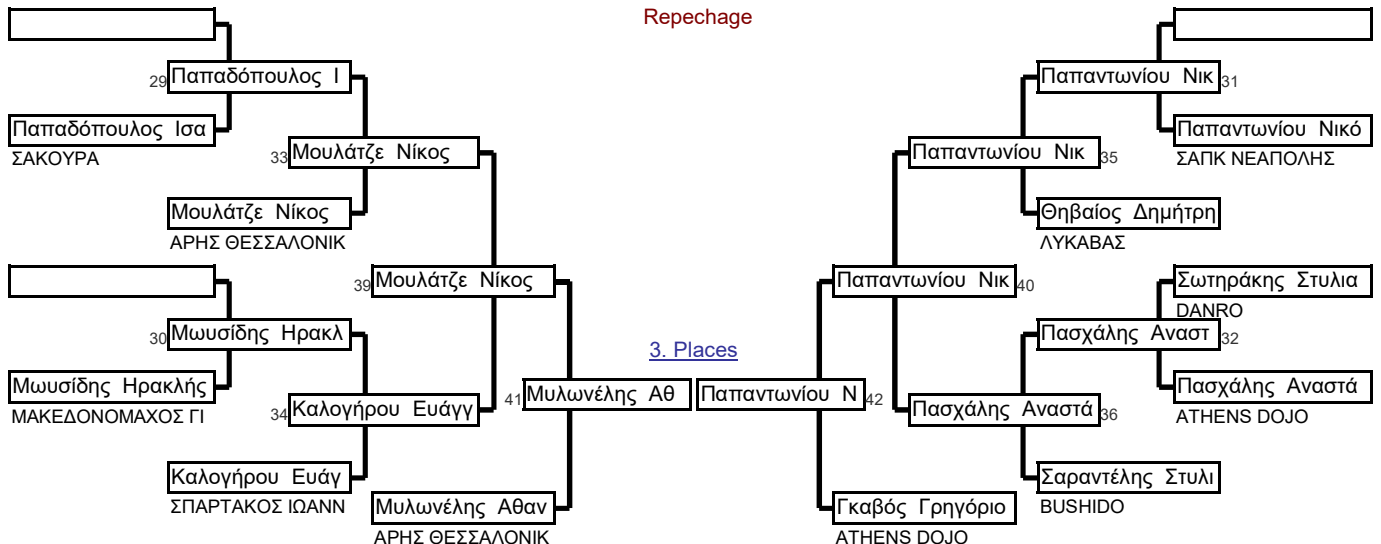 Repechage
29 Παπαδόπουλος Ι
Παπαντωνίου Νικ 31
Παπαδόπουλος Ισα
ΣΑΚΟΥΡΑ
Παπαντωνίου Νικό
ΣΑΠΚ ΝΕΑΠΟΛΗΣ
33 Μουλάτζε Νίκος
Παπαντωνίου Νικ 35
Μουλάτζε Νίκος
ΑΡΗΣ ΘΕΣΣΑΛΟΝΙΚ
Θηβαίος Δημήτρη
ΛΥΚΑΒΑΣ
39 Μουλάτζε Νίκος
Παπαντωνίου Νικ 40
Σωτηράκης Στυλια
DANRO
30 Μωυσίδης Ηρακλ
Πασχάλης Αναστ 32
3. Places
Μωυσίδης Ηρακλής
ΜΑΚΕΔΟΝΟΜΑΧΟΣ ΓΙ
41 Μυλωνέλης Αθ
Παπαντωνίου Ν 42
Πασχάλης Αναστά
ATHENS DOJO
34 Καλογήρου Ευάγγ
Πασχάλης Αναστά 36
Καλογήρου Ευάγ
ΣΠΑΡΤΑΚΟΣ ΙΩΑΝΝ
Σαραντέλης Στυλι
BUSHIDO
Μυλωνέλης Αθαν
ΑΡΗΣ ΘΕΣΣΑΛΟΝΙΚ
Γκαβός Γρηγόριο
ATHENS DOJO